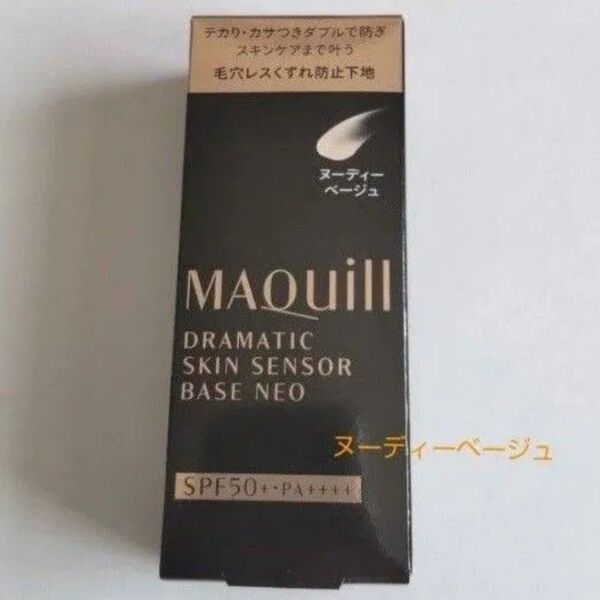 テカリ・カサつきダブルで防ぎ
スキンケアまで叶う
毛穴レスくずれ防止下地
ヌーディー
ベージュ
MAQuill
DRAMATIC
SKIN SENSOR
BASE NEO
ヌーディーベージュ
SPF50+・PA++++